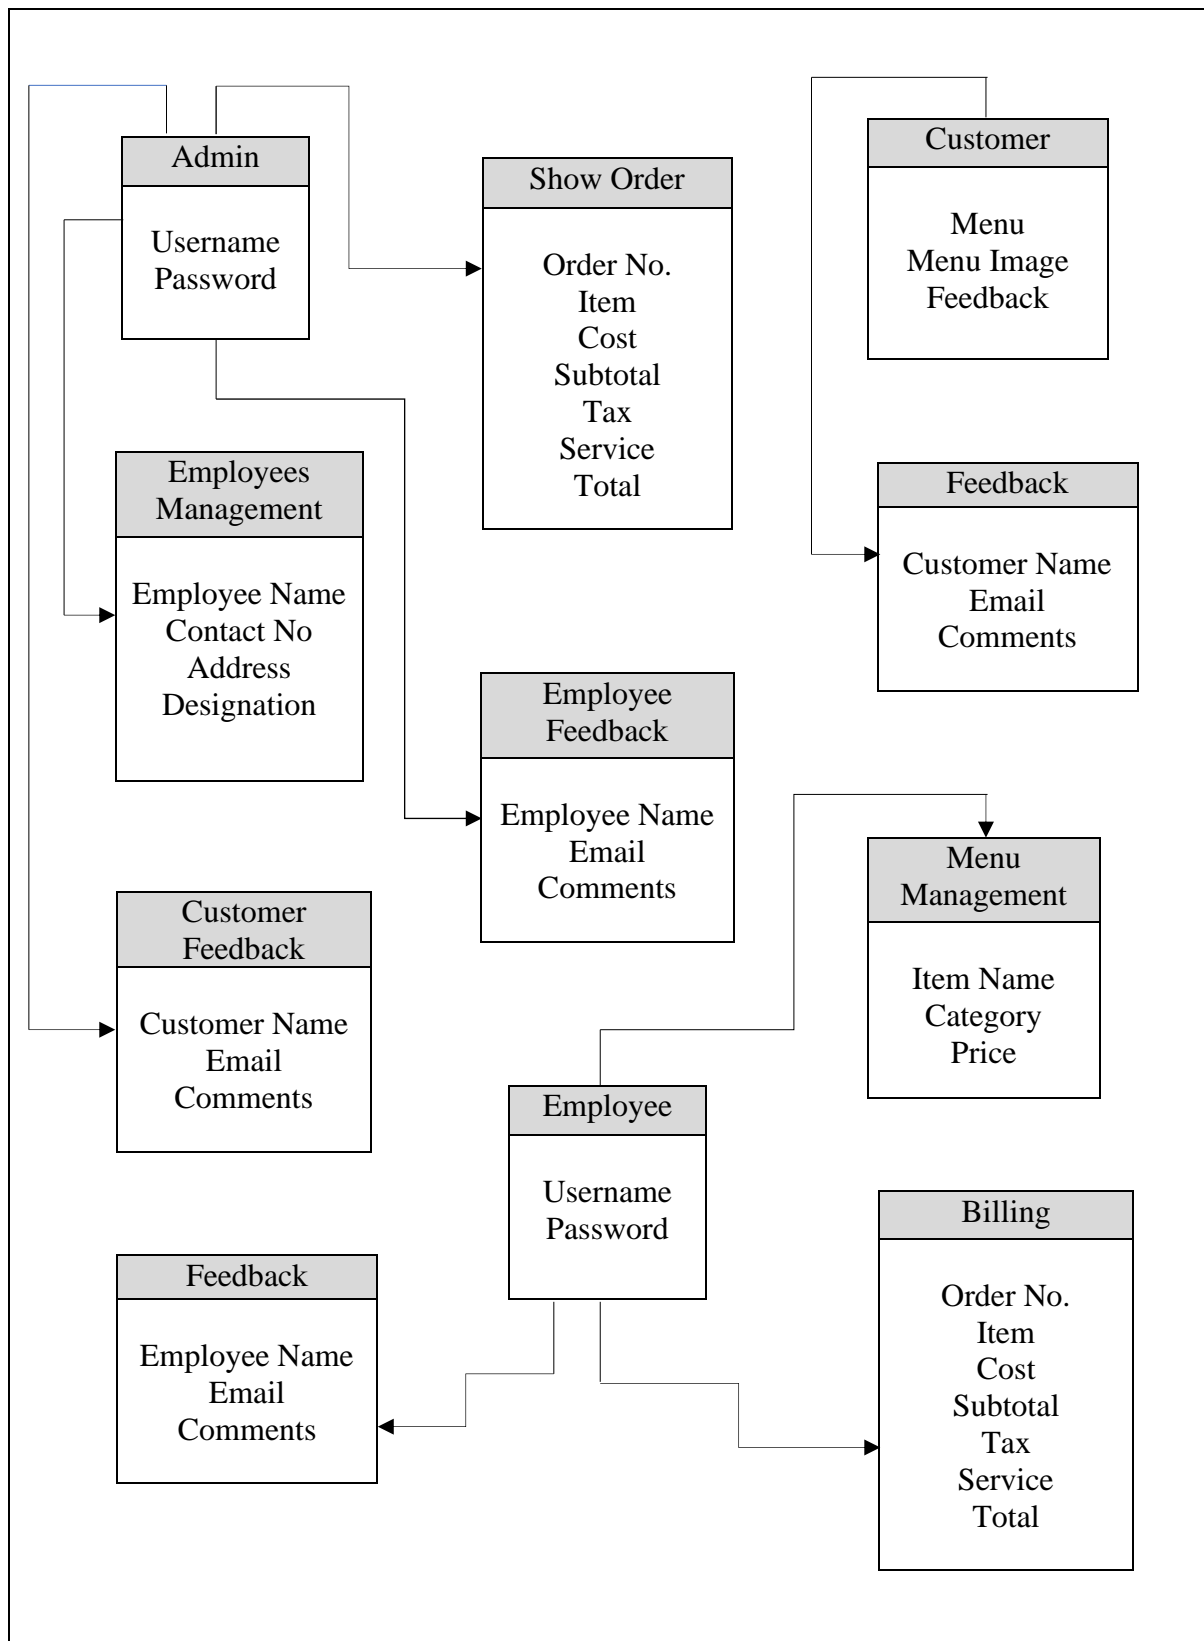 Admin
Username
Password
Show Order
Order No.
Item
Cost
Subtotal
Tax
Service
Total
Customer
Menu
Menu Image
Feedback
Employees
Management
Employee Name
Contact No
Address
Designation
Feedback
Customer Name
Email
Comments
Employee
Feedback
Employee Name
Email
Comments
Menu
Management
Item Name
Category
Price
Customer
Feedback
Customer Name
Email
Comments
Employee
Username
Password
Billing
Order No.
Item
Cost
Subtotal
Tax
Service
Total
Feedback
Employee Name
Email
Comments